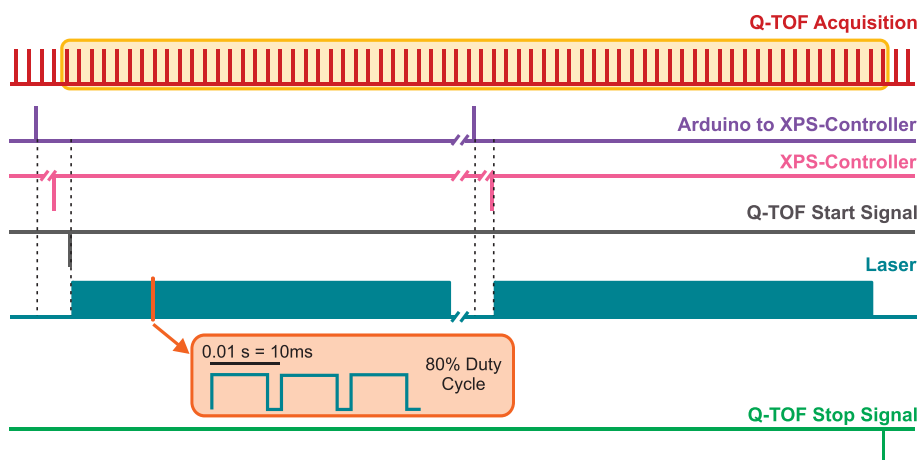 Q-TOF Acquisition
Arduino to XPS-Controller
XPS-Controller
Q-TOF Start Signal
Laser
0.01 s = 10ms
80% Duty
Cycle
Q-TOF Stop Signal